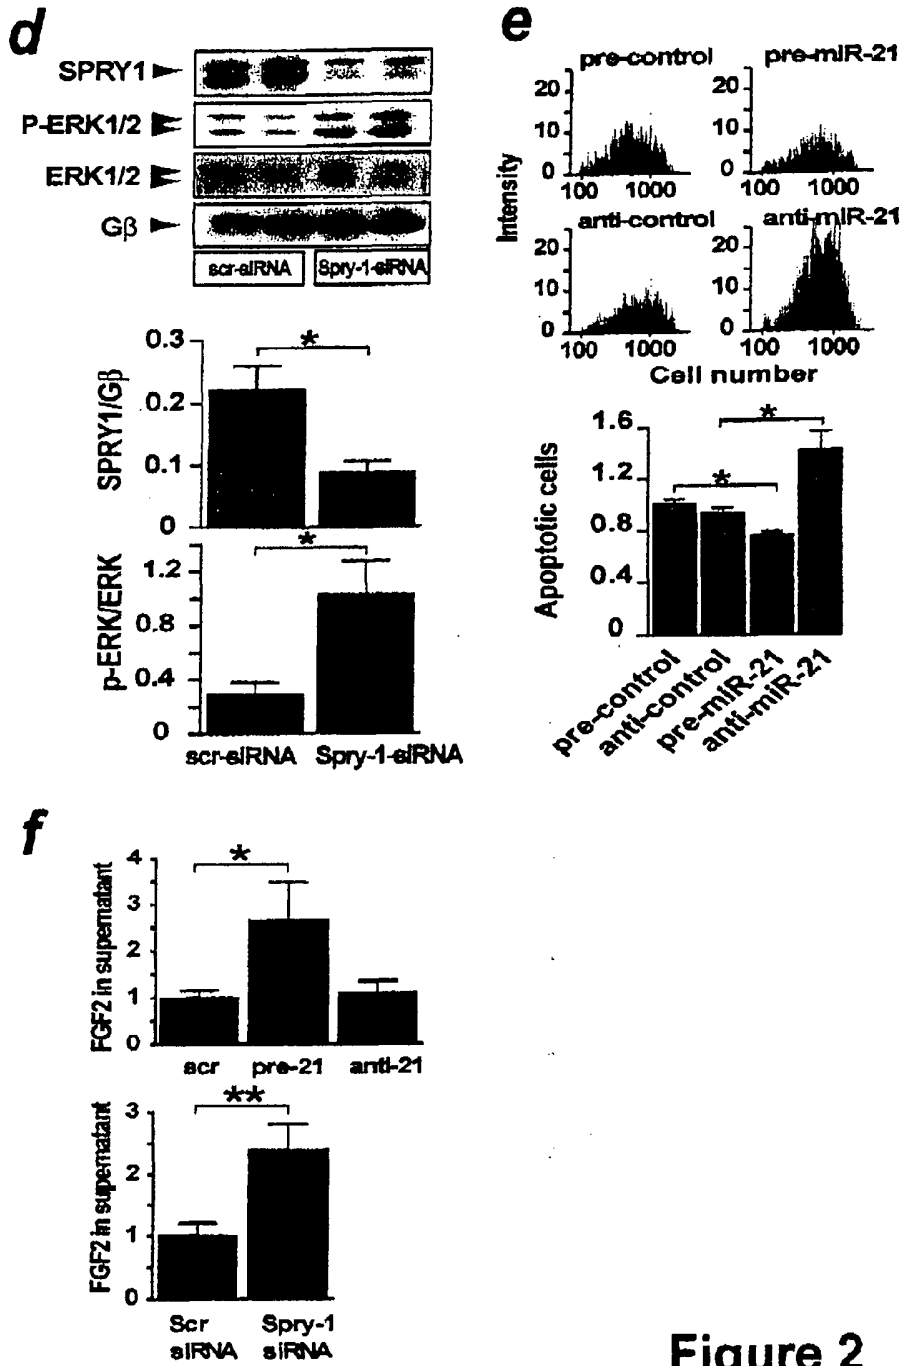 d
SPRY1
P-ERK1/2
ERK1/2
Gβ
scr-siRNA Spry-1-siRNA
0.3
0.2
0.1
0
SPRY1/Gβ
*
1.2
0.8
0.4
0
p-ERK/ERK
*
scr-siRNA Spry-1-siRNA
e
pre-control pre-miR-21
20 20
10 10
0 0
100 1000 100 1000
anti-control anti-miR-21
20 20
10 10
0 0
100 1000 100 1000
Intensity
Cell number
1.6
1.2
0.8
0.4
0
Apoptotic cells
*
*
pre-control
anti-control
pre-miR-21
anti-miR-21
f
4
3
2
1
0
FGF2 in supernatant
*
scr pre-21 anti-21
3
2
1
0
FGF2 in supernatant
**
Scr Spry-1
siRNA siRNA
Figure 2